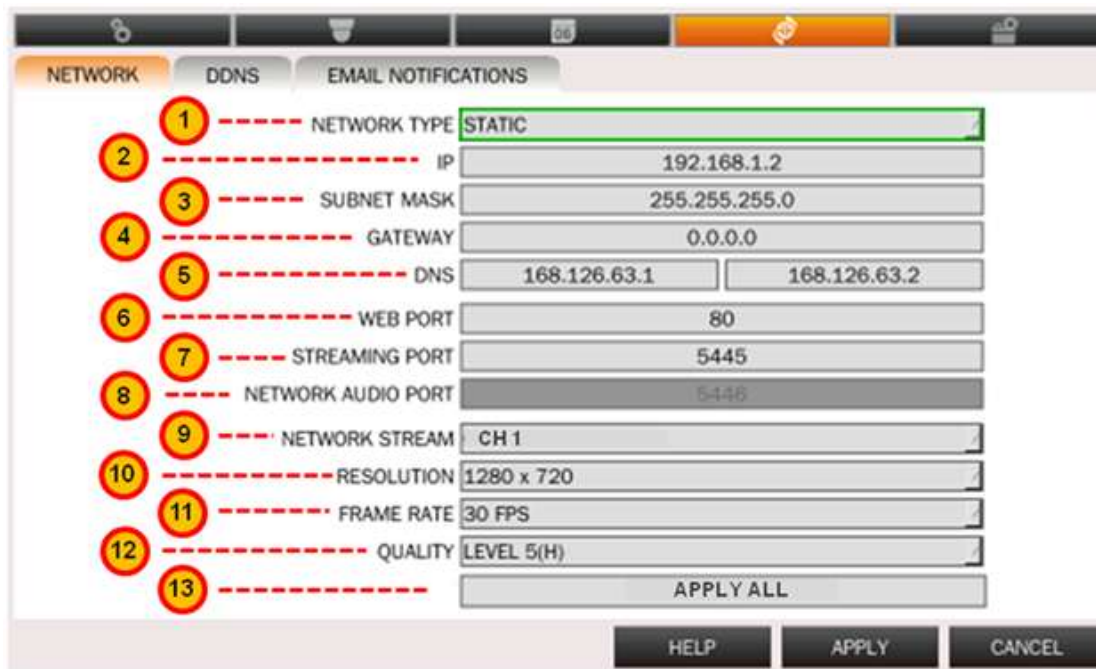 06
NETWORK DDNS EMAIL NOTIFICATIONS
1 NETWORK TYPE STATIC
2 IP 192.168.1.2
3 SUBNET MASK 255.255.255.0
4 GATEWAY 0.0.0.0
5 DNS 168.126.63.1 168.126.63.2
6 WEB PORT 80
7 STREAMING PORT 5445
8 NETWORK AUDIO PORT 5446
9 NETWORK STREAM CH 1
10 RESOLUTION 1280 x 720
11 FRAME RATE 30 FPS
12 QUALITY LEVEL 5(H)
13 APPLY ALL
HELP APPLY CANCEL